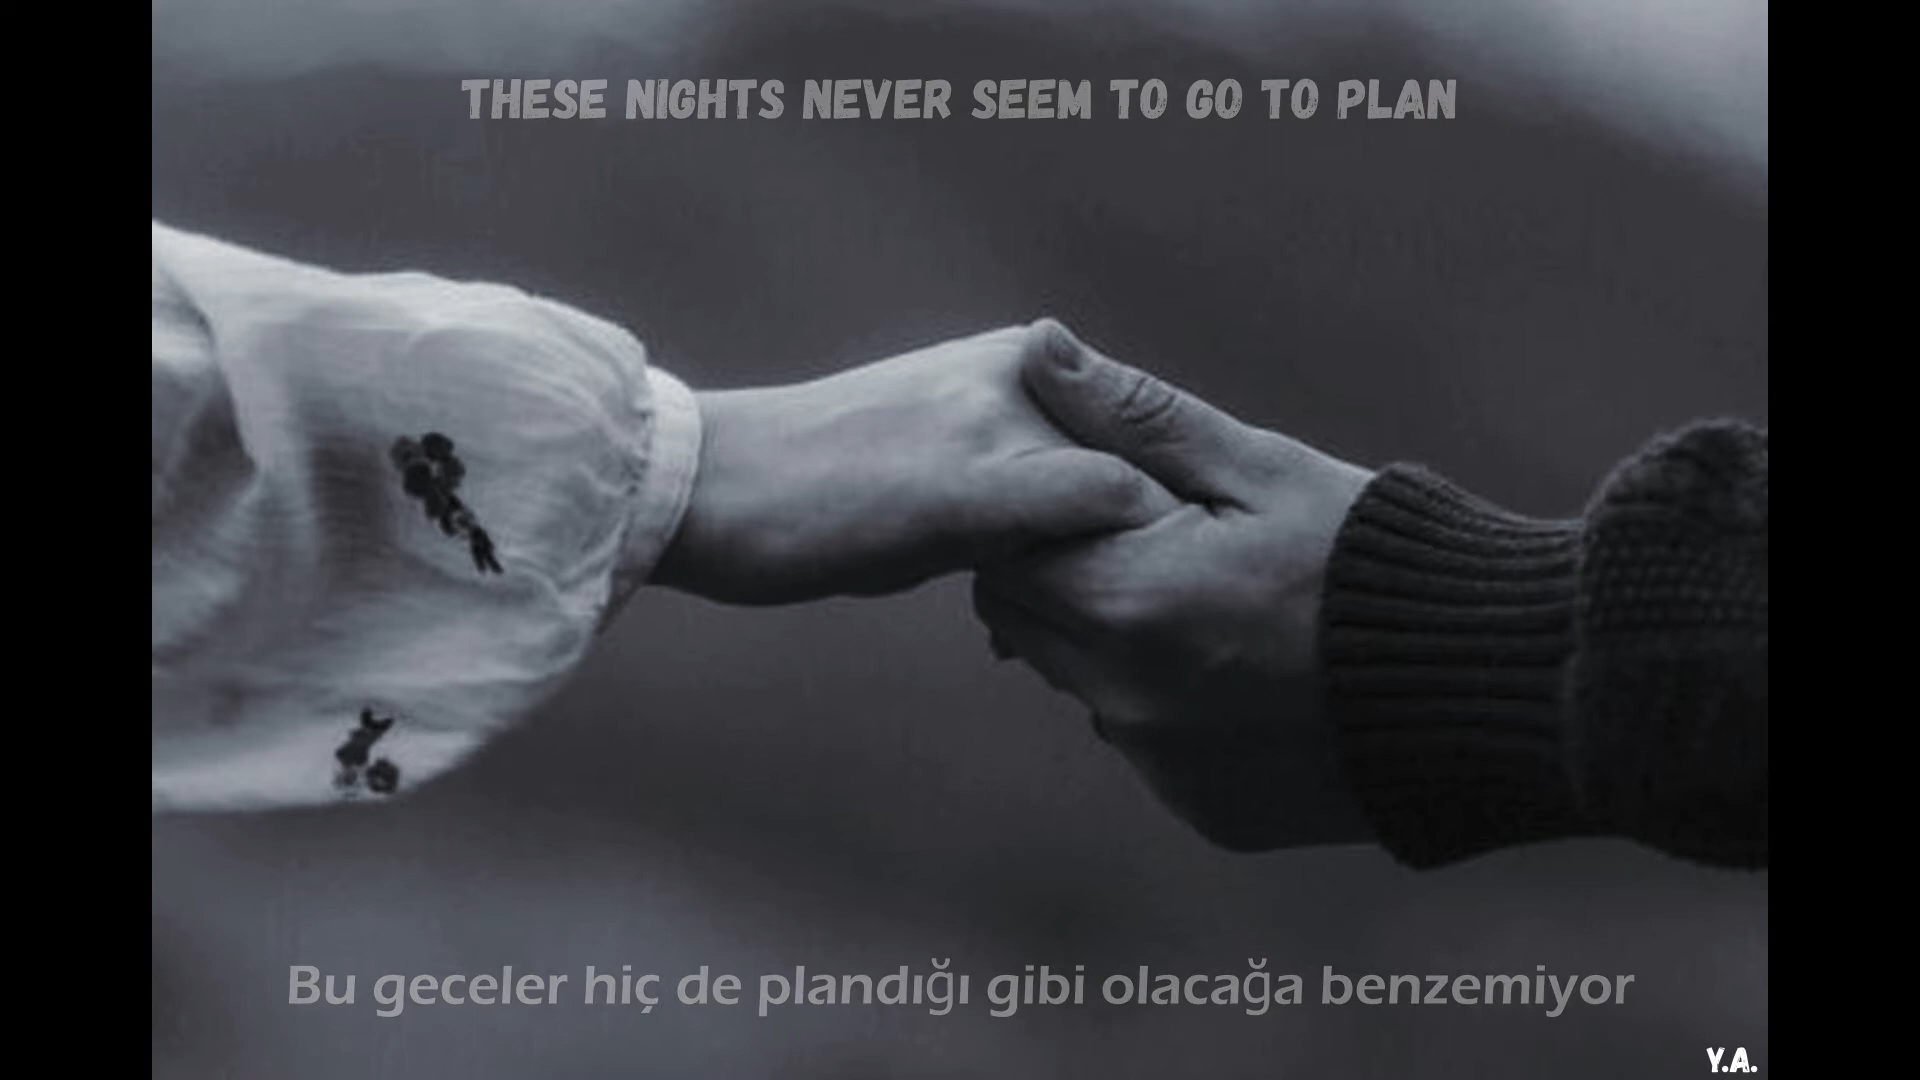 THESE NIGHTS NEVER SEEM TO GO TO PLAN
Bu geceler hiç de plandığı gibi olacağa benzemiyor
Y.A.